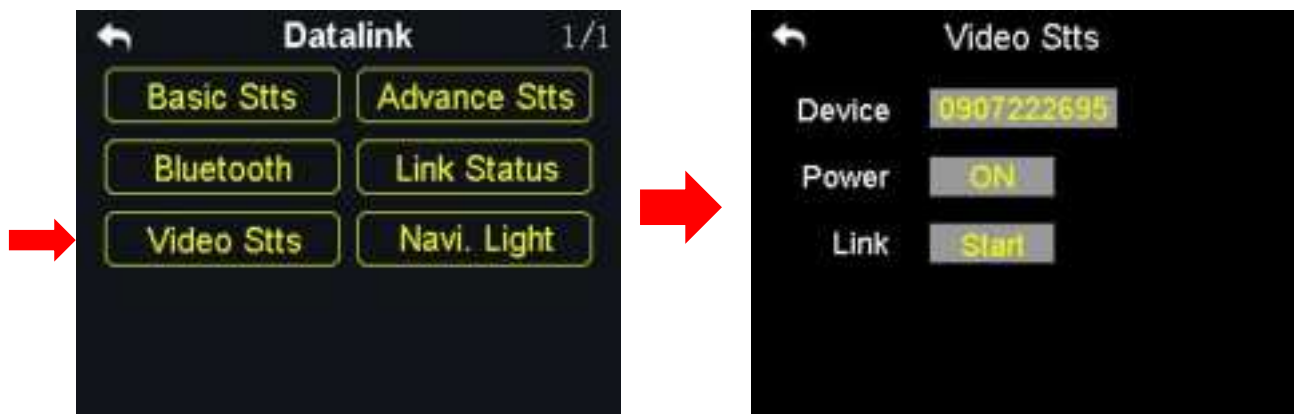 Datalink 1/1
Basic Stts Advance Stts
Bluetooth Link Status
Video Stts Navi. Light
Video Stts
Device 0907222695
Power ON
Link Start